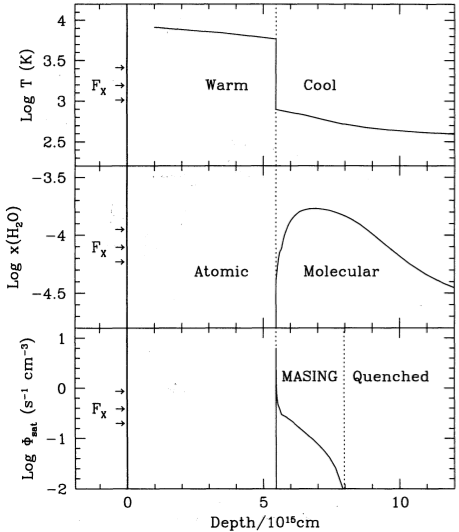 4
3.5
3
2.5
Log T (K)
F_X → → →
Warm
Cool
−3.5
−4
−4.5
Log x(H₂O)
F_X → → →
Atomic
Molecular
1
0
−1
−2
Log Φ_sat (s⁻¹ cm⁻³)
F_X → → →
MASING
Quenched
0
5
10
Depth/10¹⁵cm